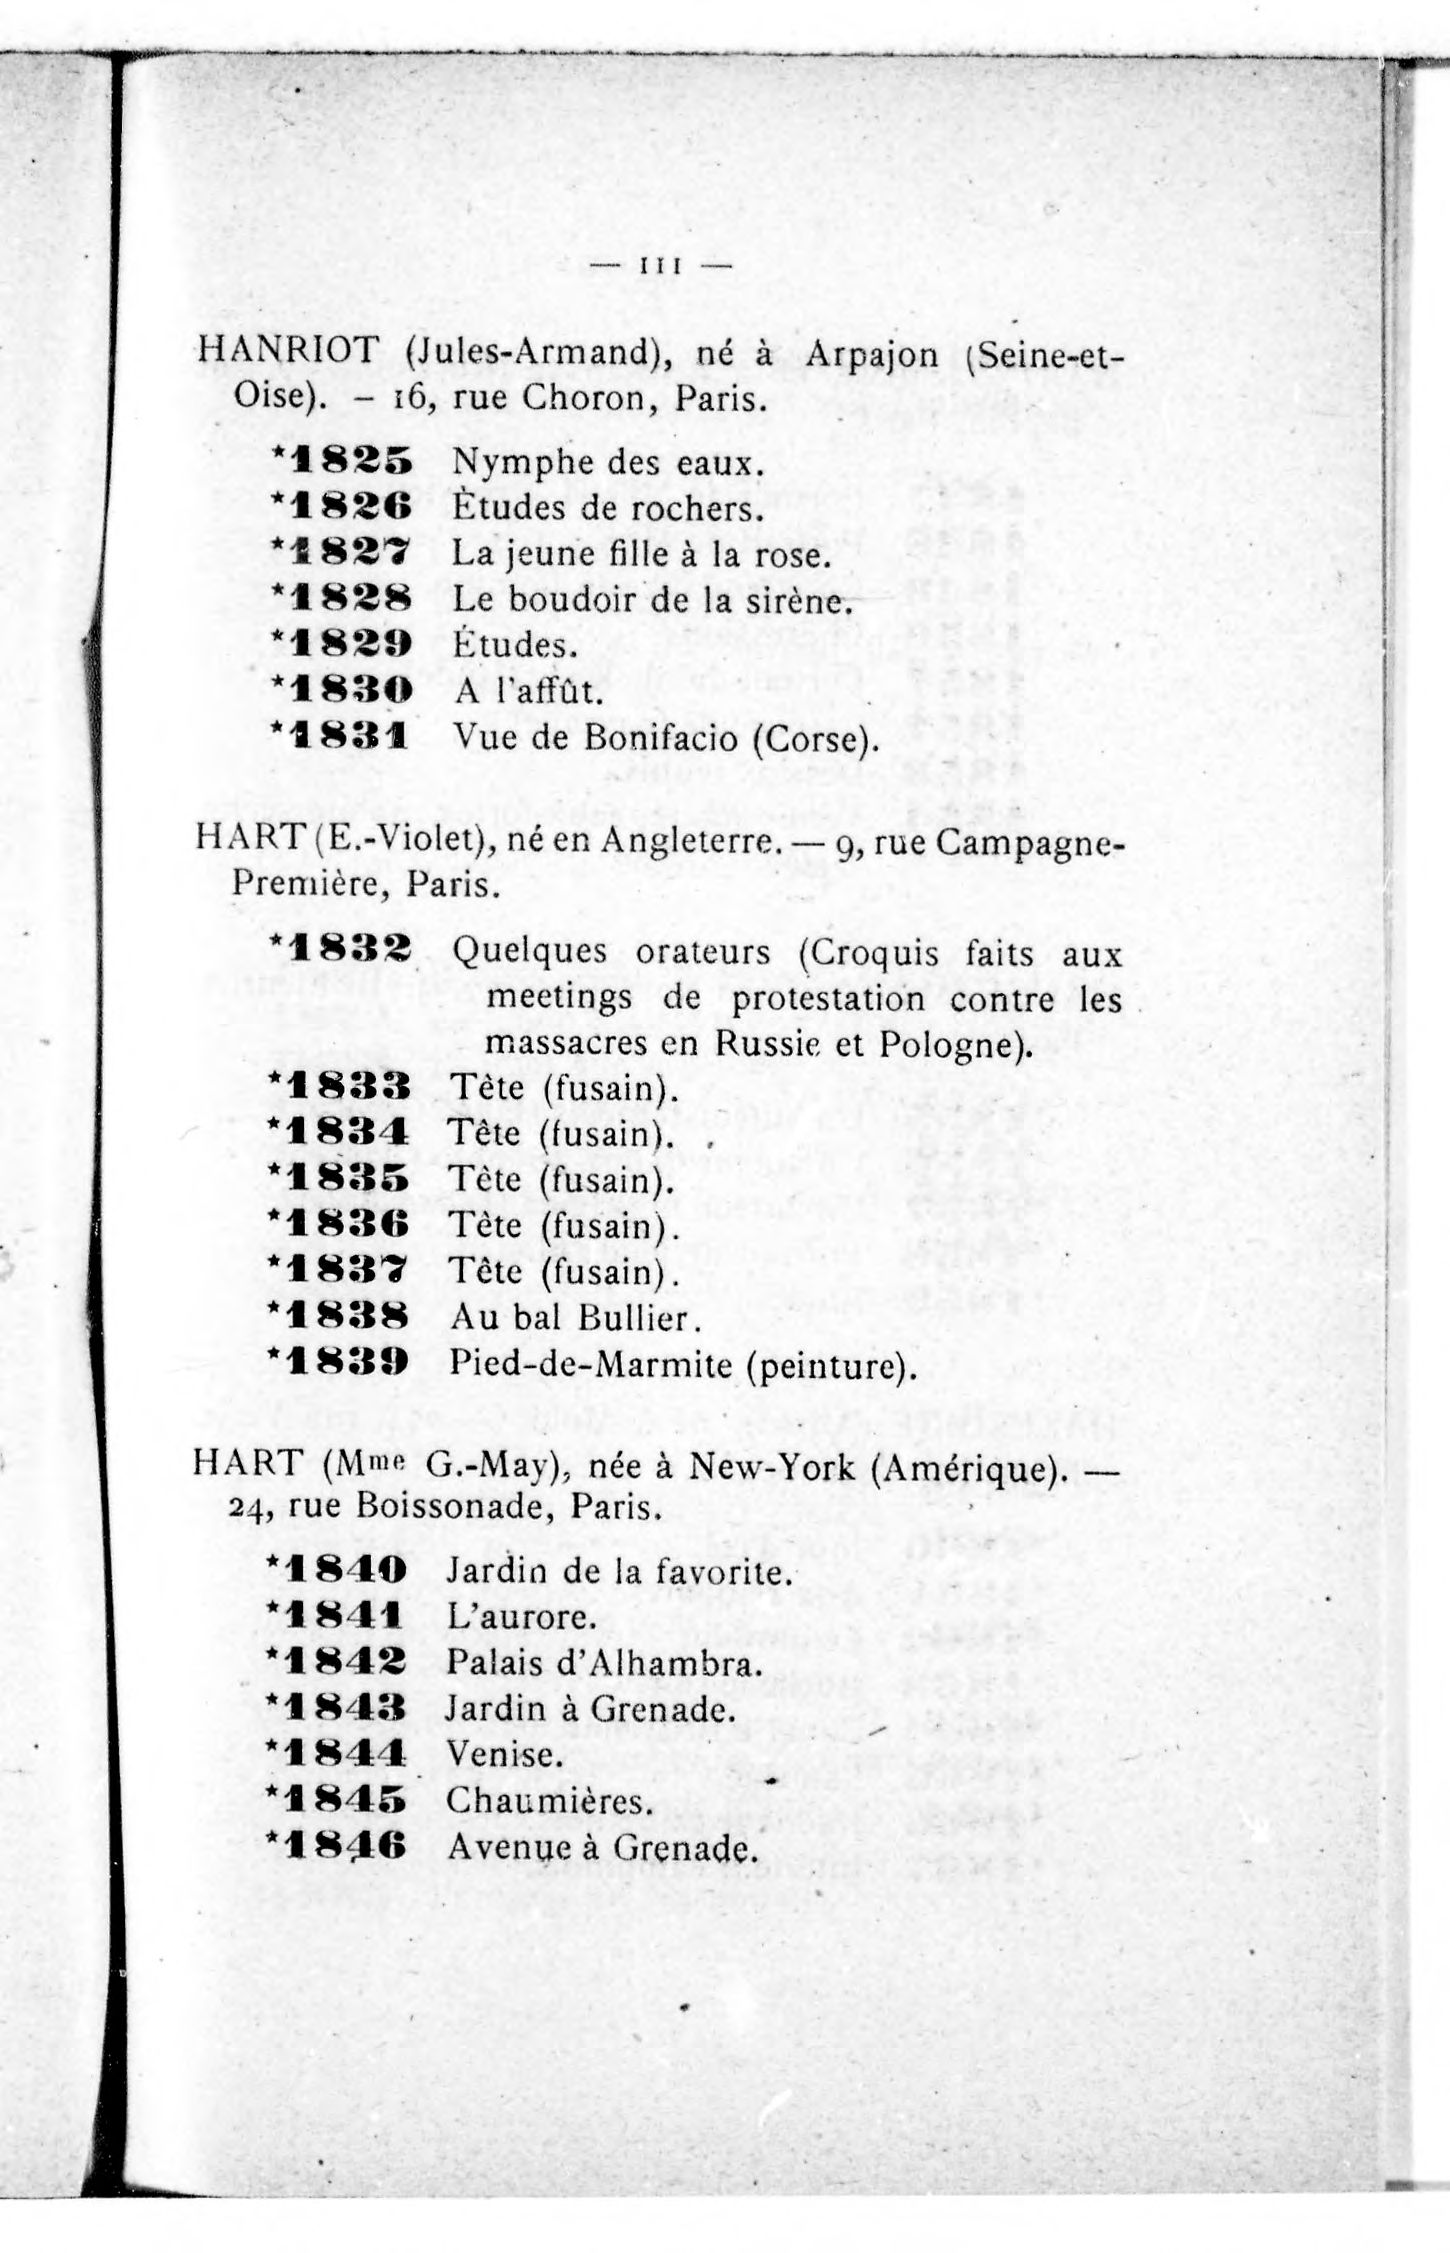 — 111 —
HANRIOT (Jules-Armand), né à Arpajon (Seine-et-
Oise). – 16, rue Choron, Paris.
*1825 Nymphe des eaux.
*1826 Ètudes de rochers.
*1827 La jeune fille à la rose.
*1828 Le boudoir de la sirène.
*1829 Études.
*1830 A l'affût.
*1831 Vue de Bonifacio (Corse).
HART (E.-Violet), né en Angleterre. — 9, rue Campagne-
Première, Paris.
*1832 Quelques orateurs (Croquis faits aux
meetings de protestation contre les
massacres en Russie et Pologne).
*1833 Tète (fusain).
*1834 Tête (fusain).
*1835 Tète (fusain).
*1836 Tète (fusain).
*1837 Tête (fusain).
*1838 Au bal Bullier.
*1839 Pied-de-Marmite (peinture).
HART (Mme G.-May), née à New-York (Amérique). —
24, rue Boissonade, Paris.
*1840 Jardin de la favorite.
*1841 L'aurore.
*1842 Palais d'Alhambra.
*1843 Jardin à Grenade.
*1844 Venise.
*1845 Chaumières.
*1846 Avenue à Grenade.